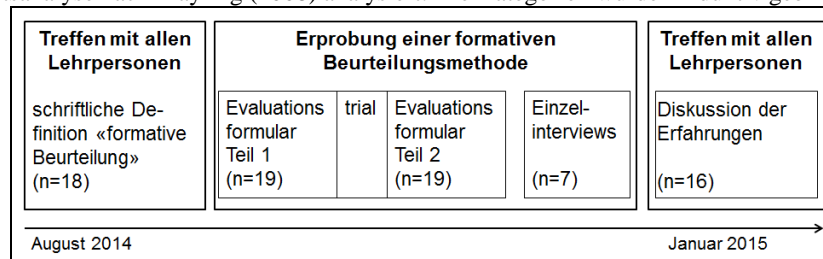 Treffen mit allen
Lehrpersonen
schriftliche De-
finition «formative
Beurteilung»
(n=18)
Erprobung einer formativen
Beurteilungsmethode
Evaluations
formular
Teil 1
(n=19)
trial
Evaluations
formular
Teil 2
(n=19)
Einzel-
interviews
(n=7)
Treffen mit allen
Lehrpersonen
Diskussion der
Erfahrungen
(n=16)
August 2014
Januar 2015